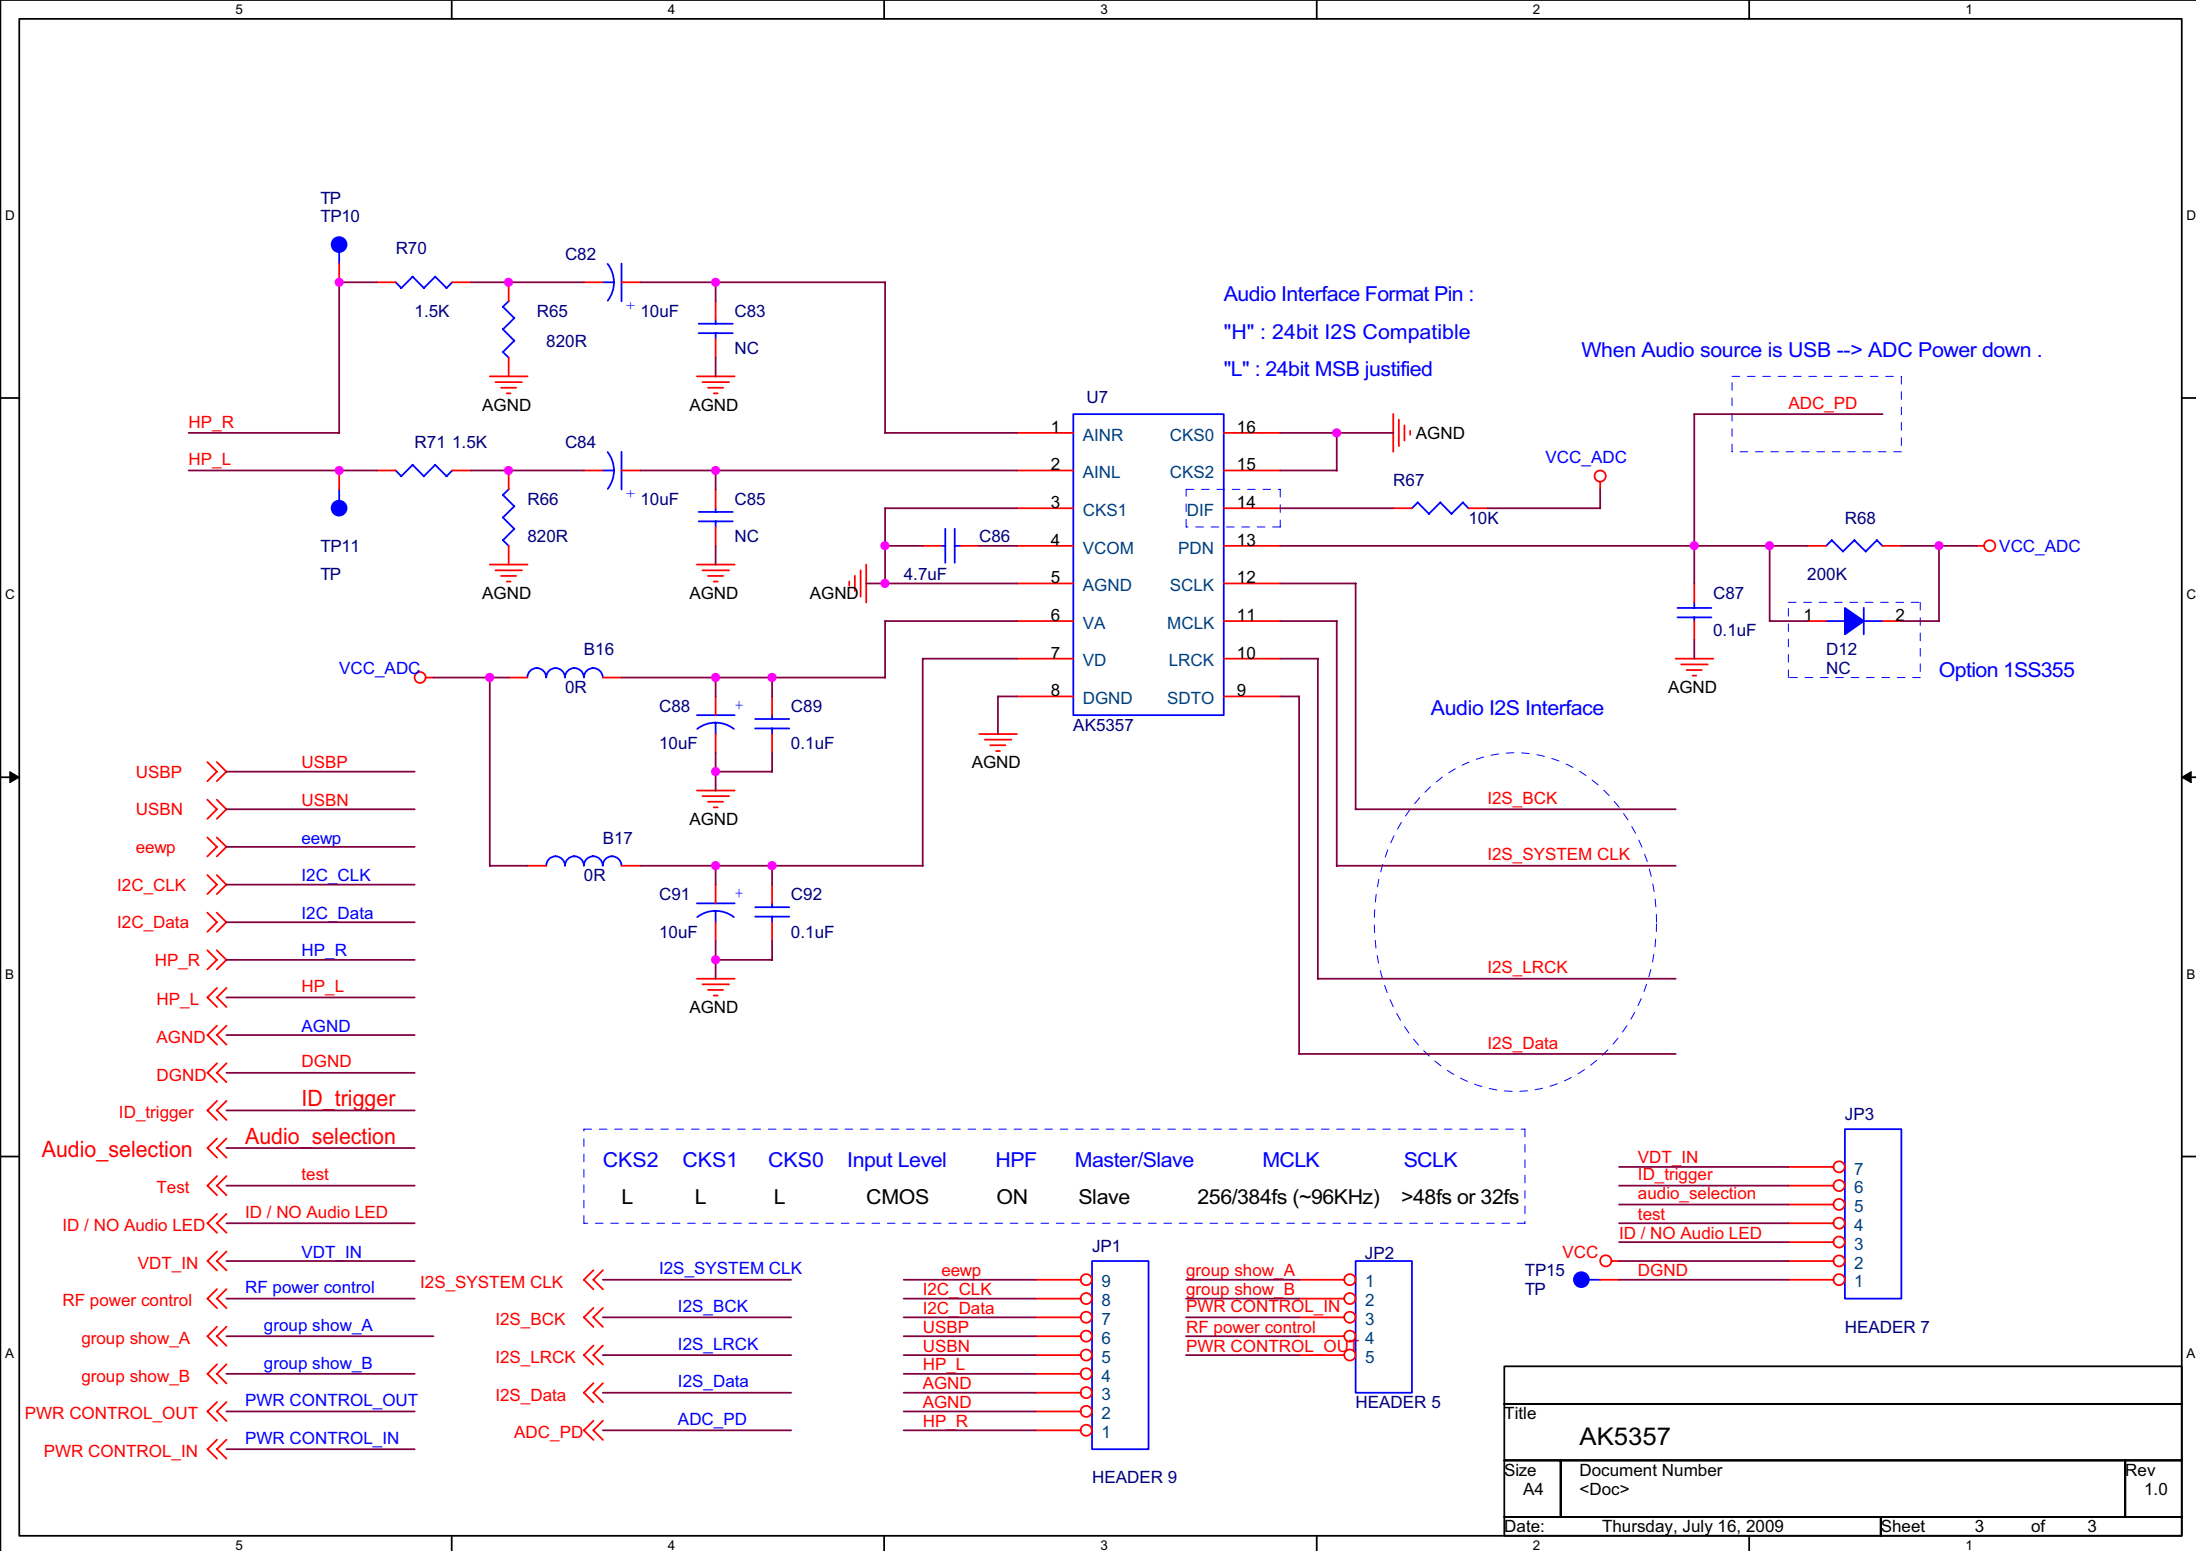 5 4 3 2 1
D D
C C
B B
A A
TP
TP10
R70
1.5K
R65
820R
AGND
C82
+ 10uF
C83
NC
AGND
HP_R
HP_L
R71 1.5K
R66
820R
AGND
C84
+ 10uF
C85
NC
AGND
TP11
TP
C86
4.7uF
AGND
VCC_ADC
B16
0R
C88
+
10uF
C89
0.1uF
AGND
B17
0R
C91
+
10uF
C92
0.1uF
AGND
Audio Interface Format Pin :
"H" : 24bit I2S Compatible
"L" : 24bit MSB justified
U7
1 AINR CKS0 16
2 AINL CKS2 15
3 CKS1 DIF 14
4 VCOM PDN 13
5 AGND SCLK 12
6 VA MCLK 11
7 VD LRCK 10
8 DGND SDTO 9
AK5357
AGND
AGND
R67
10K
VCC_ADC
When Audio source is USB --> ADC Power down .
ADC_PD
R68
200K
VCC_ADC
C87
0.1uF
AGND
1 2
D12
NC
Option 1SS355
Audio I2S Interface
I2S_BCK
I2S_SYSTEM CLK
I2S_LRCK
I2S_Data
USBP USBP
USBN USBN
eewp eewp
I2C_CLK I2C_CLK
I2C_Data I2C_Data
HP_R HP_R
HP_L HP_L
AGND AGND
DGND DGND
ID_trigger ID_trigger
Audio_selection Audio_selection
Test test
ID / NO Audio LED ID / NO Audio LED
VDT_IN VDT_IN
RF power control RF power control
group show_A group show_A
group show_B group show_B
PWR CONTROL_OUT PWR CONTROL_OUT
PWR CONTROL_IN PWR CONTROL_IN
CKS2 CKS1 CKS0 Input Level HPF Master/Slave MCLK SCLK
L L L CMOS ON Slave 256/384fs (~96KHz) >48fs or 32fs
I2S_SYSTEM CLK I2S_SYSTEM CLK
I2S_BCK I2S_BCK
I2S_LRCK I2S_LRCK
I2S_Data I2S_Data
ADC_PD ADC_PD
JP1
eewp 9
I2C_CLK 8
I2C_Data 7
USBP 6
USBN 5
HP_L 4
AGND 3
AGND 2
HP_R 1
HEADER 9
JP2
group show_A 1
group show_B 2
PWR CONTROL_IN 3
RF power control 4
PWR CONTROL_OUT 5
HEADER 5
JP3
VDT_IN 7
ID_trigger 6
audio_selection 5
test 4
ID / NO Audio LED 3
VCC 2
DGND 1
TP15
TP
HEADER 7
Title
AK5357
Size
A4
Document Number
<Doc>
Rev
1.0
Date: Thursday, July 16, 2009 Sheet 3 of 3
5 4 3 2 1